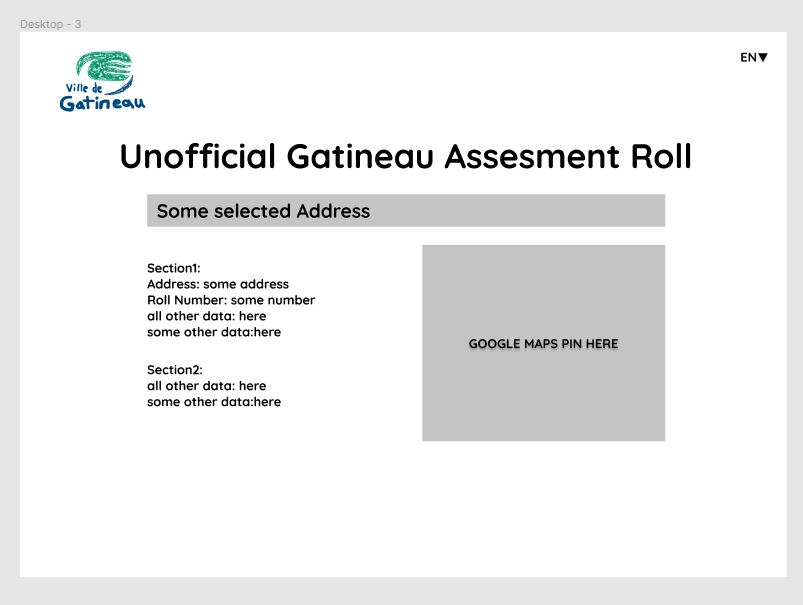 Desktop - 3
Ville de
Gatineau
EN▼
Unofficial Gatineau Assesment Roll
Some selected Address
Section1:
Address: some address
Roll Number: some number
all other data: here
some other data:here
Section2:
all other data: here
some other data:here
GOOGLE MAPS PIN HERE